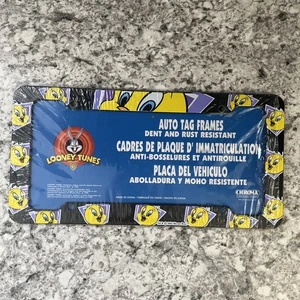 AUTO TAG FRAMES
DENT AND RUST RESISTANT
CADRES DE PLAQUE D' IMMATRICULATION
ANTI-BOSSELURES ET ANTIROUILLE
PLACA DEL VEHICULO
ABOLLADURA Y MOHO RESISTENTE
LOONEY TUNES
CHROMA